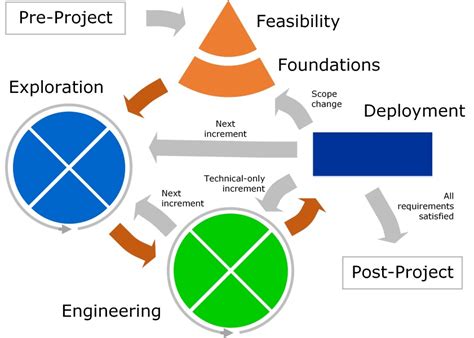 Pre-Project
Feasibility
Foundations
Exploration
Scope
change
Deployment
Next
increment
Technical-only
increment
Next
increment
All
requirements
satisfied
Post-Project
Engineering